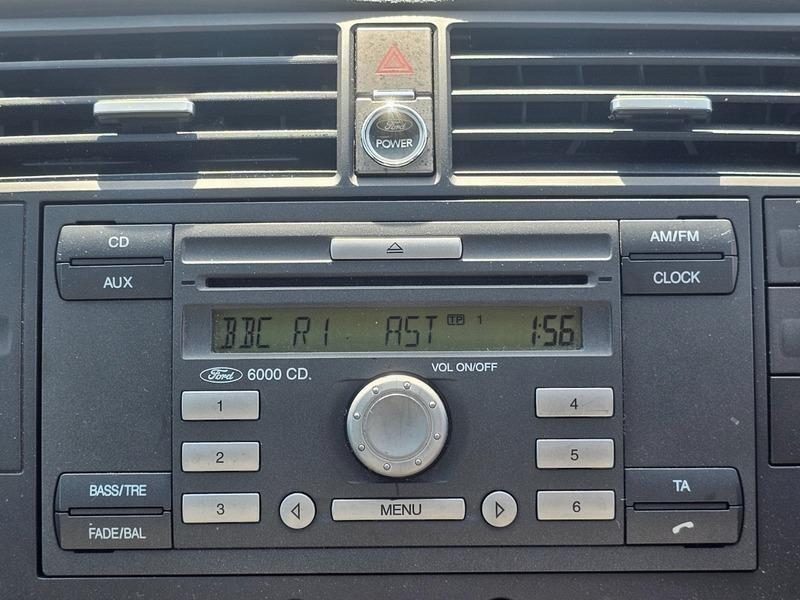 Ford
POWER
CD
AUX
AM/FM
CLOCK
BBC R1 AST TP 1 1:56
Ford 6000 CD.
VOL ON/OFF
1
2
3
4
5
6
BASS/TRE
FADE/BAL
MENU
TA